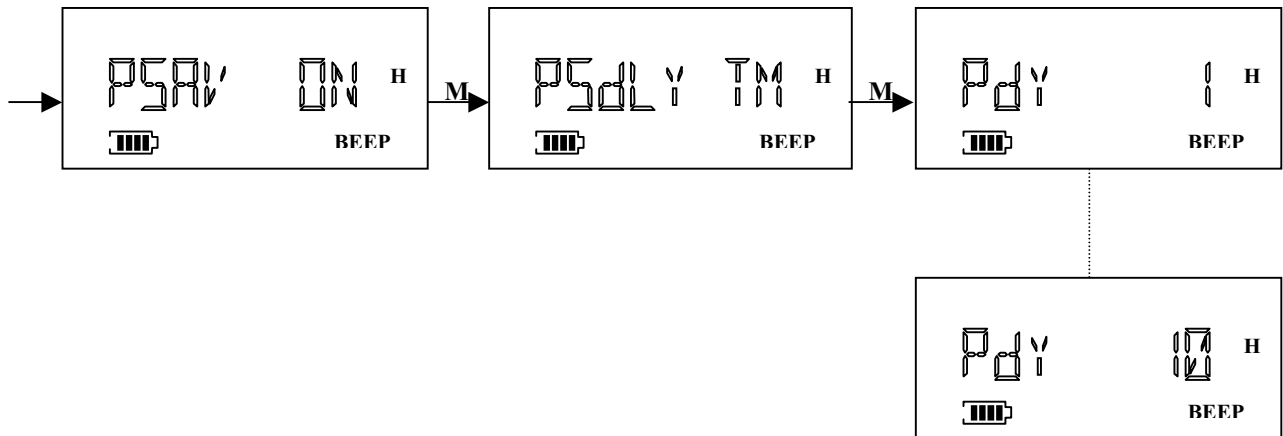 PSAV ON H
BEEP
M
PSdLY TM H
BEEP
M
PdY 1 H
BEEP
PdY 10 H
BEEP